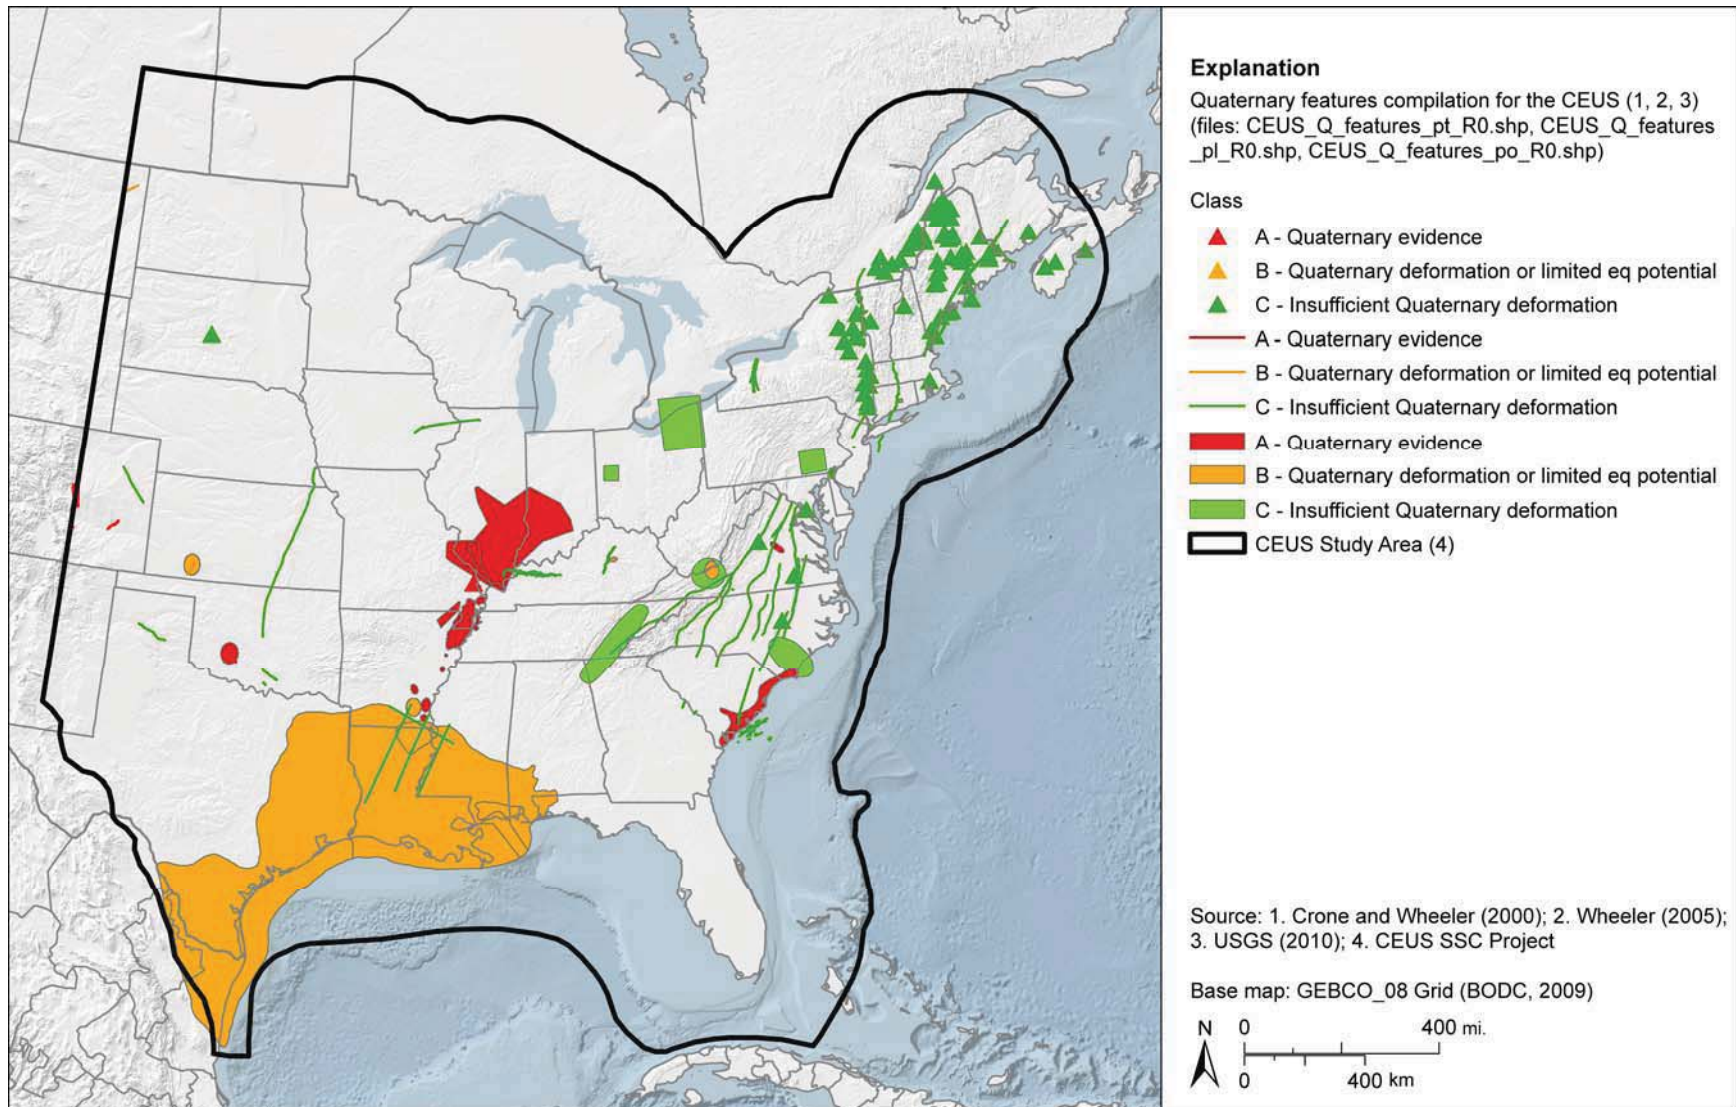 Explanation
Quaternary features compilation for the CEUS (1, 2, 3)
(files: CEUS_Q_features_pt_R0.shp, CEUS_Q_features
_pl_R0.shp, CEUS_Q_features_po_R0.shp)
Class
A - Quaternary evidence
B - Quaternary deformation or limited eq potential
C - Insufficient Quaternary deformation
A - Quaternary evidence
B - Quaternary deformation or limited eq potential
C - Insufficient Quaternary deformation
A - Quaternary evidence
B - Quaternary deformation or limited eq potential
C - Insufficient Quaternary deformation
CEUS Study Area (4)
Source: 1. Crone and Wheeler (2000); 2. Wheeler (2005);
3. USGS (2010); 4. CEUS SSC Project
Base map: GEBCO_08 Grid (BODC, 2009)
N 0 400 mi.
0 400 km